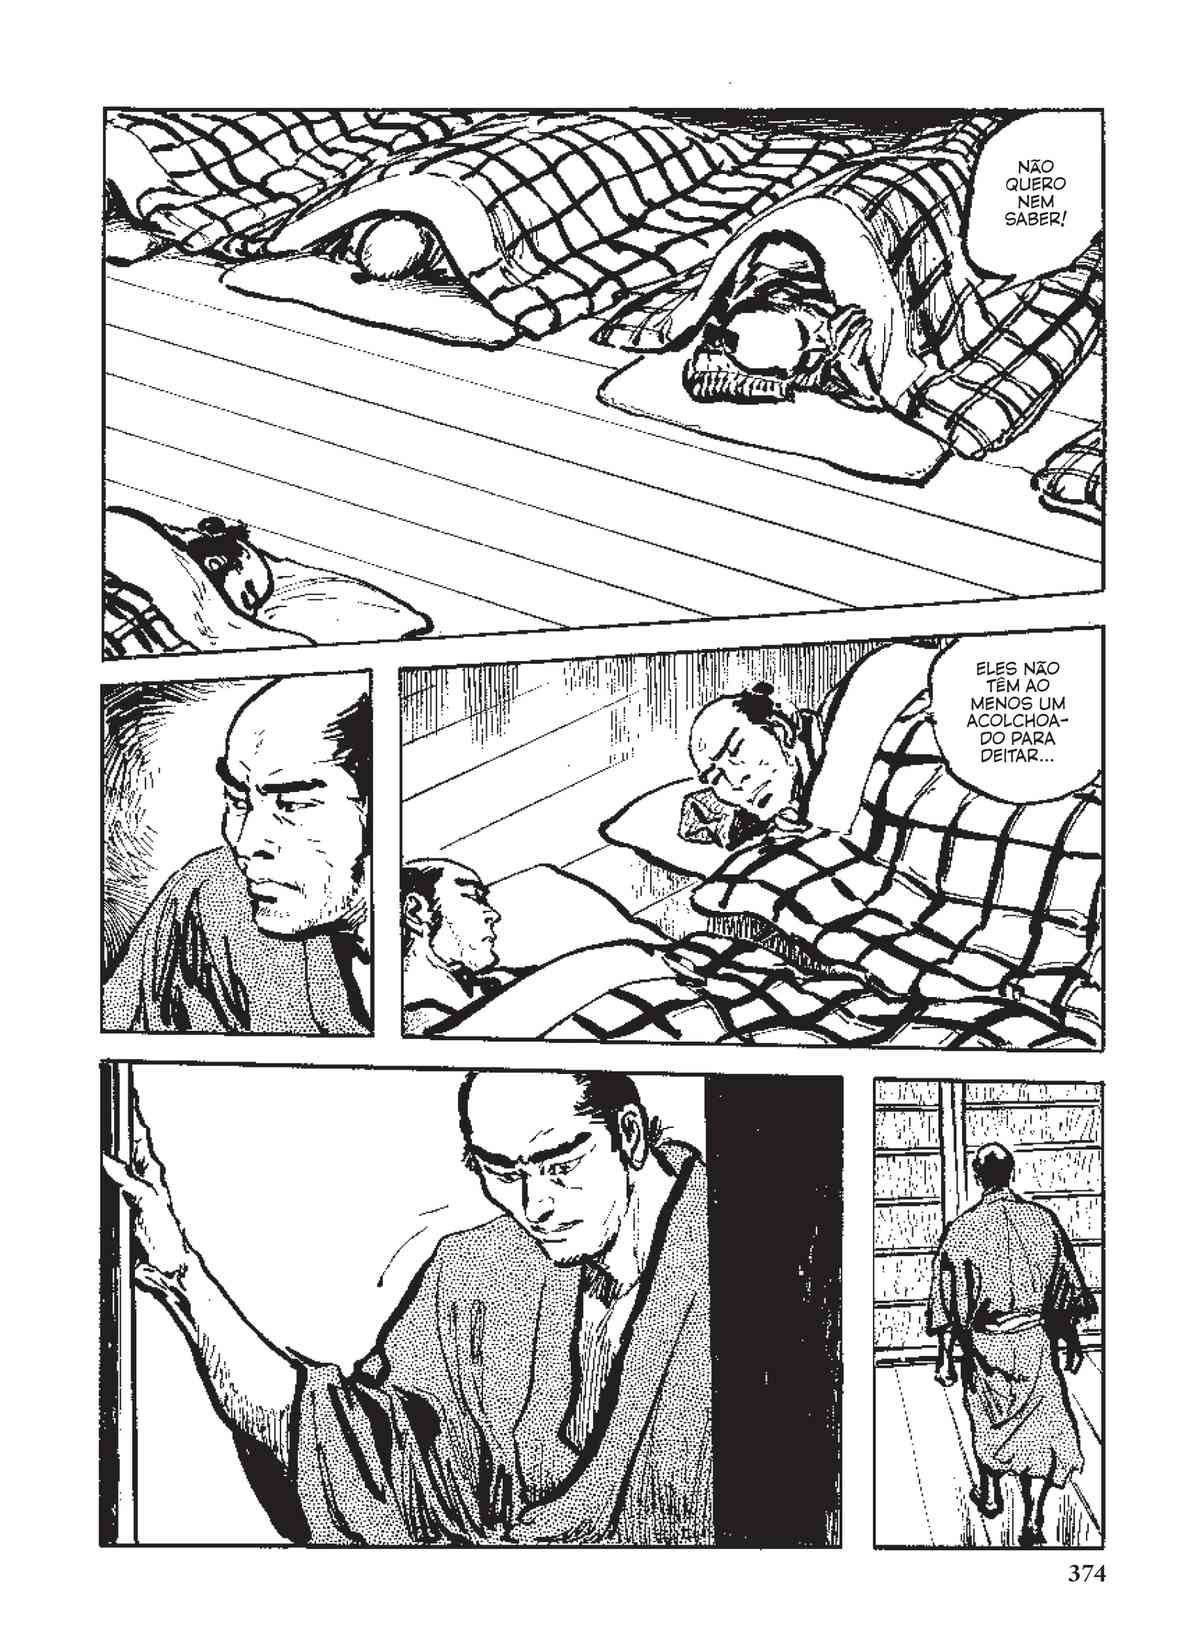 NÃO
QUERO
NEM
SABER!
ELES NÃO
TÊM AO
MENOS UM
ACOLCHOA-
DO PARA
DEITAR...
374